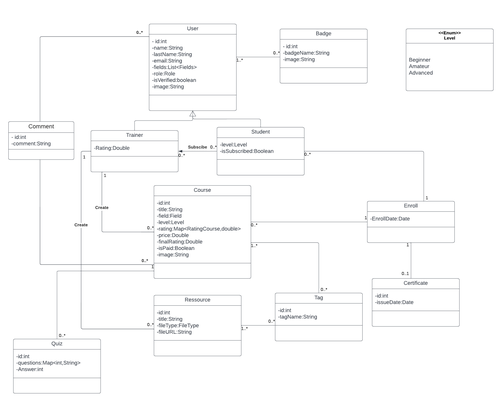 User
- id:int
-name:String
-lastName:String
-email:String
-fields:List<Fields>
-role:Role
-isVerified:boolean
-image:String
Badge
- id:int
-badgeName:String
-image:String
<<Enum>>
Level
Beginner
Amateur
Advanced
0..*
1..*
0..*
Comment
- id:int
-comment:String
Trainer
-Rating:Double
Subscibe
0..*
0..*
Student
-level:Level
-isSubscribed:Boolean
0..*
1
1
Create
Create
Course
-id:int
-title:String
-field:Field
-level:Level
-rating:Map<RatingCourse,double>
-price:Double
-finalRating:Double
-isPaid:Boolean
-image:String
0..*
0..*
1
0..*
1..*
1
1
Enroll
-EnrollDate:Date
1
0..1
Certificate
-id:int
-issueDate:Date
Ressource
-id:int
-title:String
-fileType:FileType
-fileURL:String
0..*
1..*
0..*
0..*
Tag
-id:int
-tagName:String
0..*
Quiz
-id:int
-questions:Map<int,String>
-Answer:int